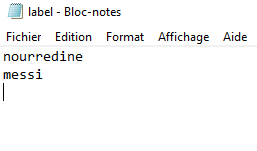 label - Bloc-notes
Fichier Edition Format Affichage Aide
nourredine
messi